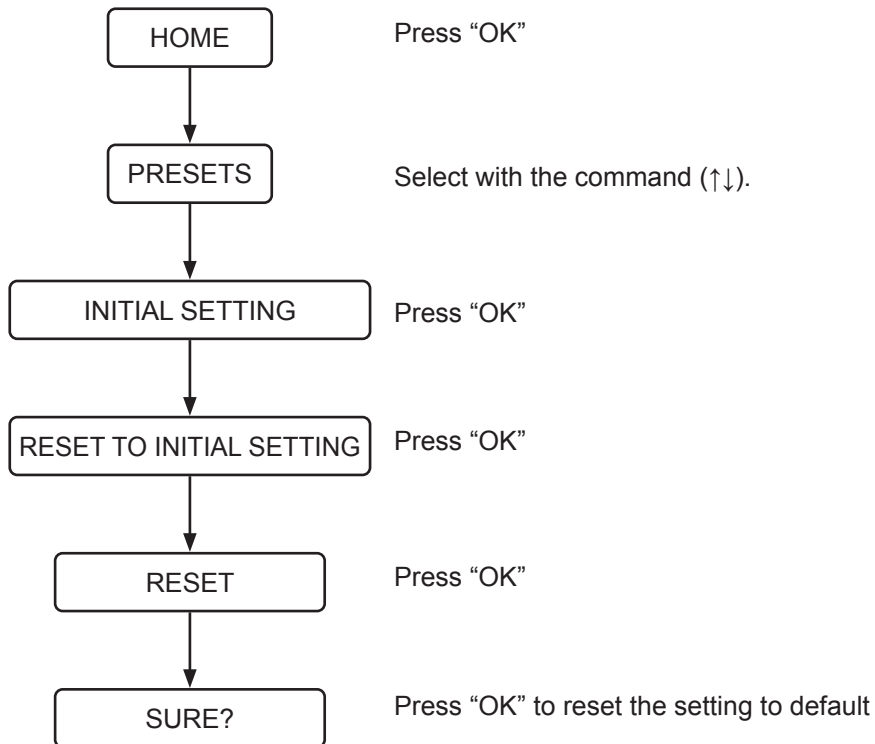 HOME Press “OK”
PRESETS Select with the command (↑↓).
INITIAL SETTING Press “OK”
RESET TO INITIAL SETTING Press “OK”
RESET Press “OK”
SURE? Press “OK” to reset the setting to default